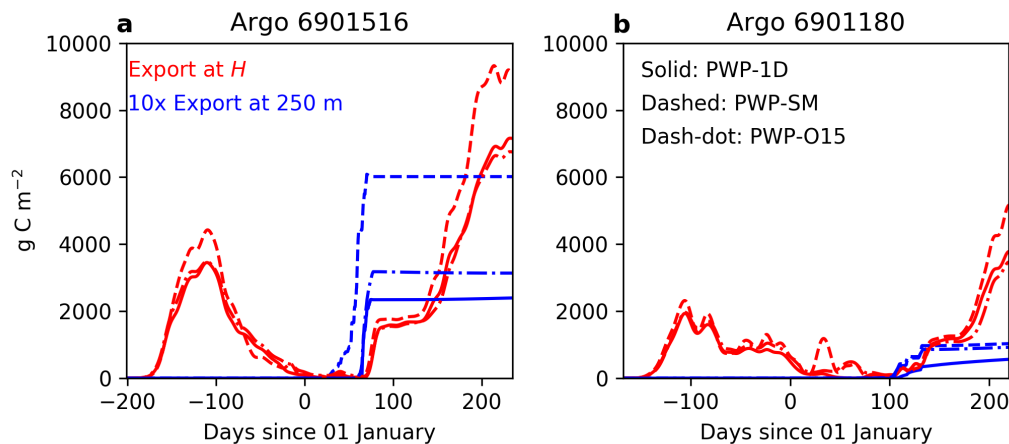 a Argo 6901516
b Argo 6901180
Export at H
10x Export at 250 m
Solid: PWP-1D
Dashed: PWP-SM
Dash-dot: PWP-O15
g C m⁻²
10000
8000
6000
4000
2000
0
−200 −100 0 100 200
Days since 01 January
10000
8000
6000
4000
2000
0
−100 0 100 200
Days since 01 January